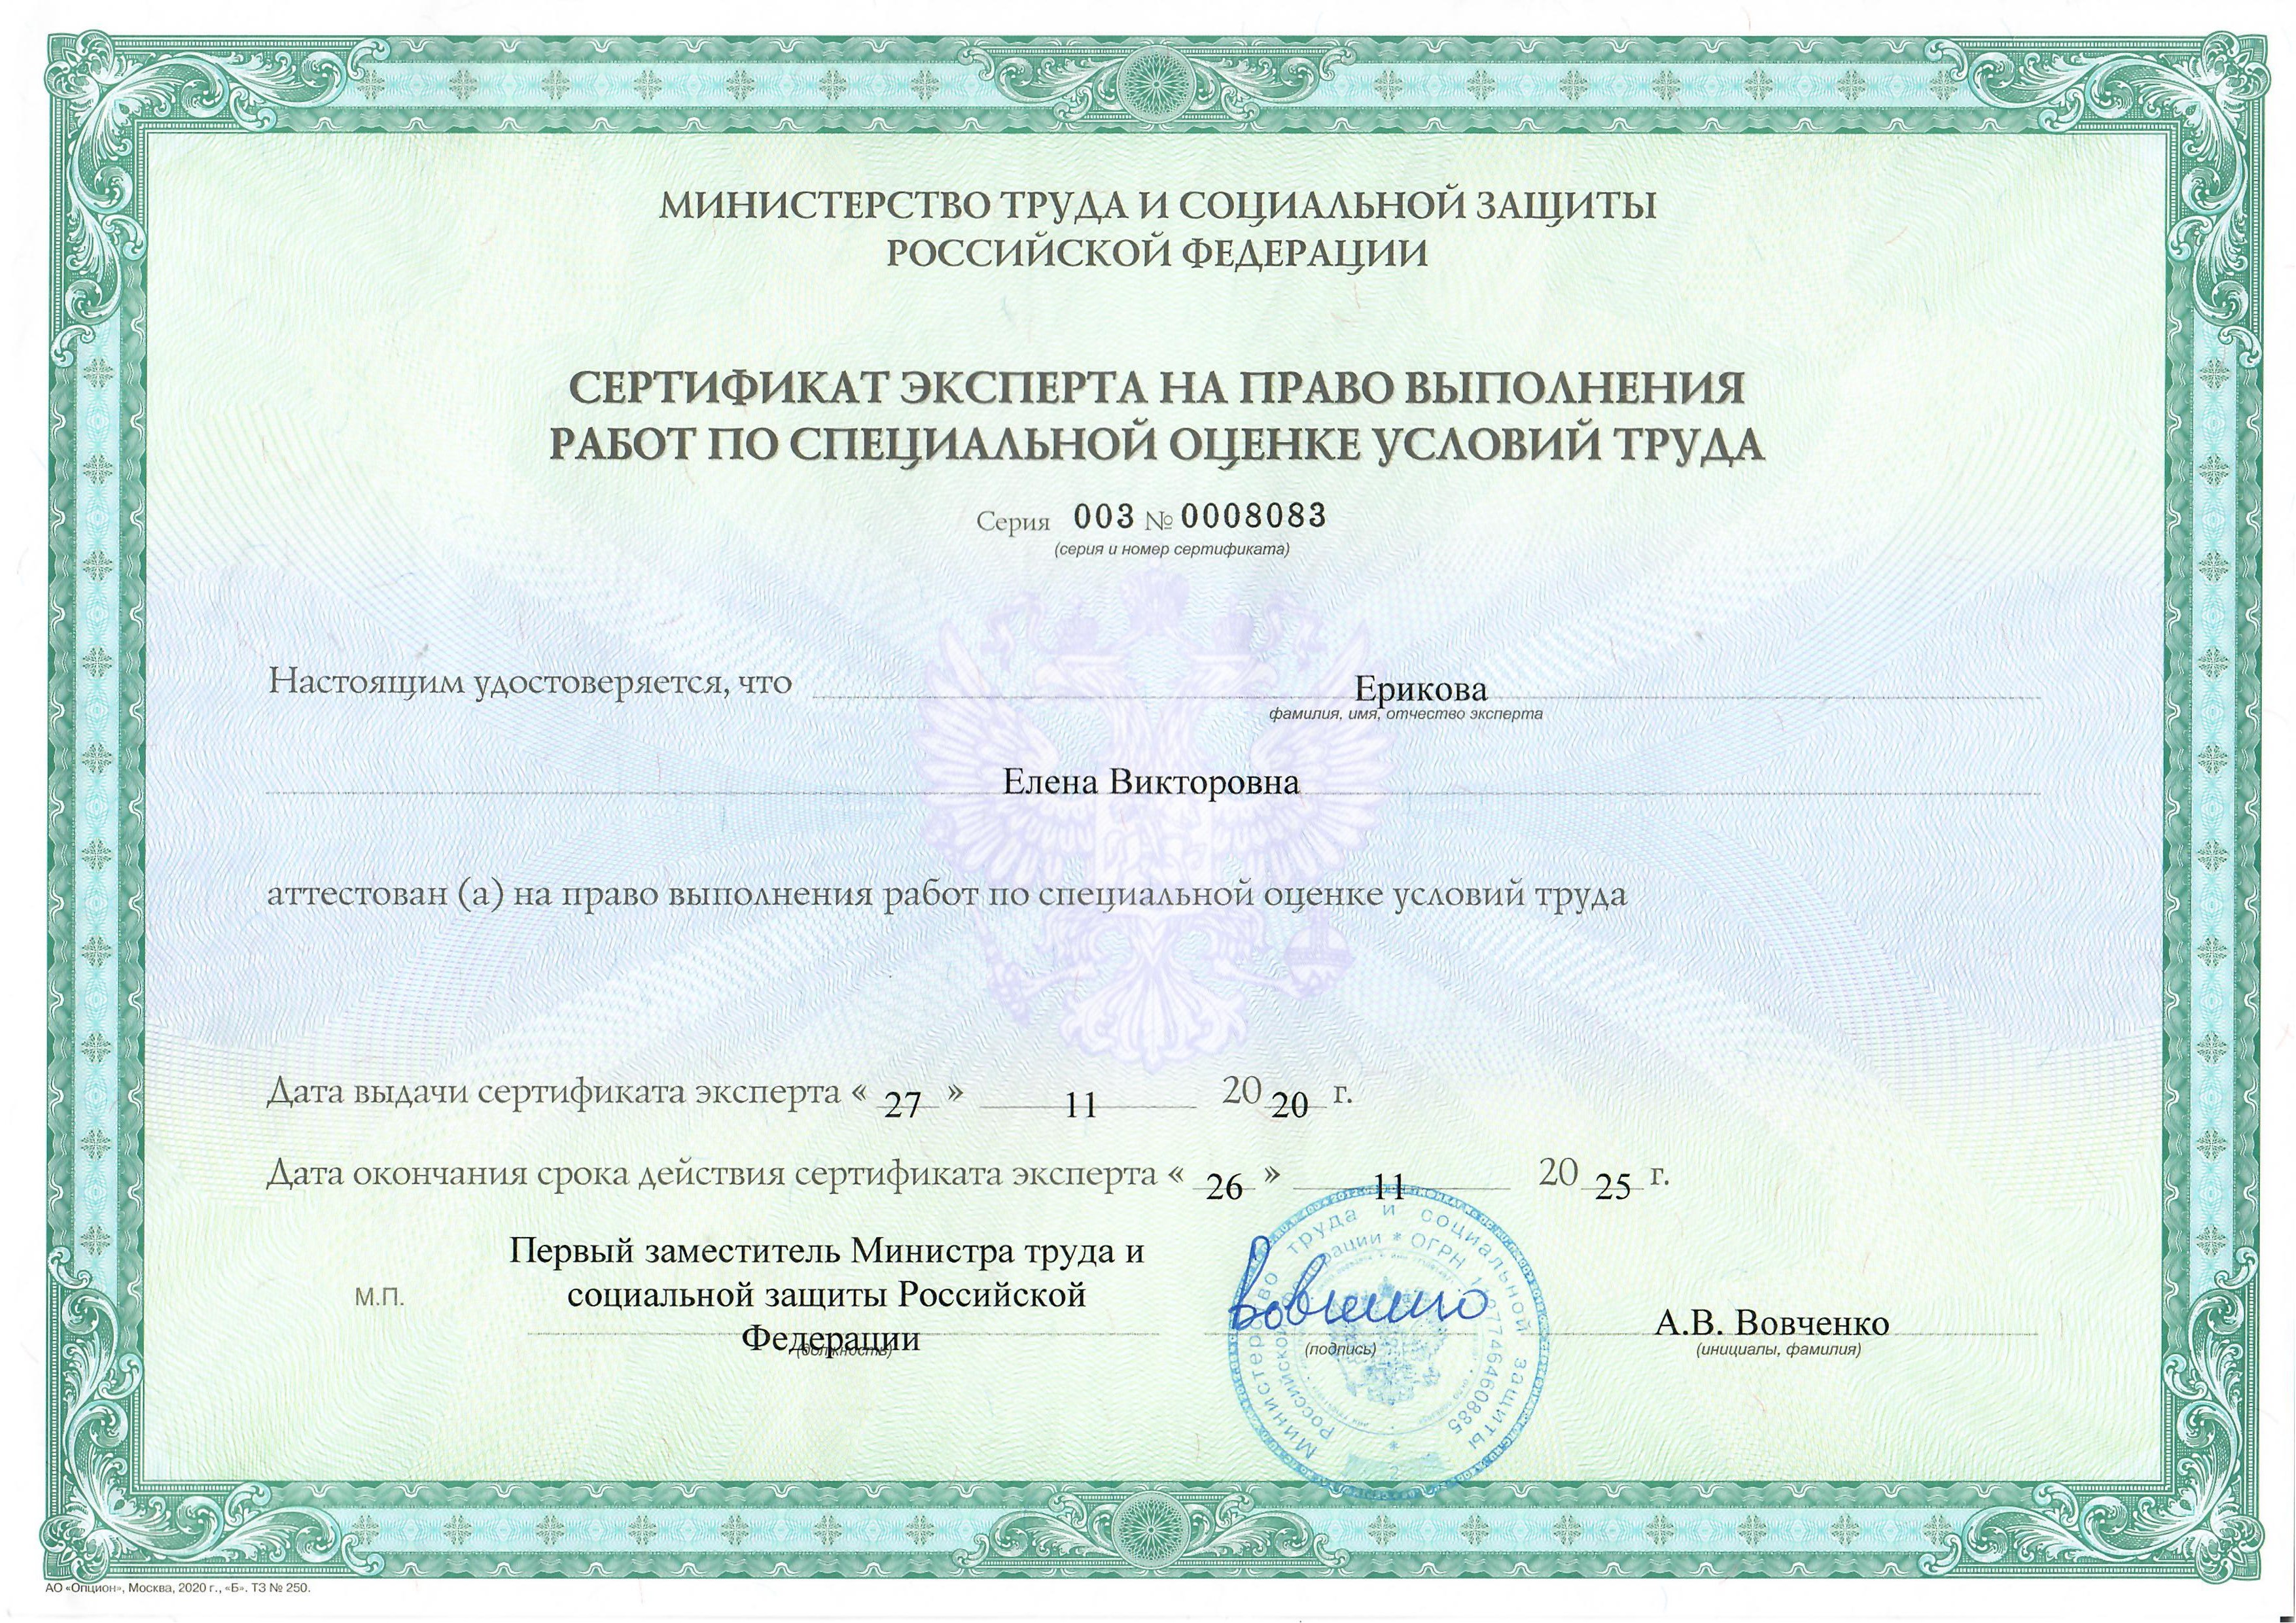 МИНИСТЕРСТВО ТРУДА И СОЦИАЛЬНОЙ ЗАЩИТЫ
РОССИЙСКОЙ ФЕДЕРАЦИИ
СЕРТИФИКАТ ЭКСПЕРТА НА ПРАВО ВЫПОЛНЕНИЯ
РАБОТ ПО СПЕЦИАЛЬНОЙ ОЦЕНКЕ УСЛОВИЙ ТРУДА
Серия 003 № 0008083
(серия и номер сертификата)
Настоящим удостоверяется, что Ерикова
фамилия, имя, отчество эксперта
Елена Викторовна
аттестован (а) на право выполнения работ по специальной оценке условий труда
Дата выдачи сертификата эксперта « 27 » 11 20 20 г.
Дата окончания срока действия сертификата эксперта « 26 » 11 20 25 г.
Первый заместитель Министра труда и
социальной защиты Российской
Федерации
(должность)
М.П.
Вовченко
(подпись)
А.В. Вовченко
(инициалы, фамилия)
Министерство труда и социальной защиты
Российской Федерации * ОГРН 1127746460885
*
2
АО «Опцион», Москва, 2020 г., «Б». ТЗ № 250.